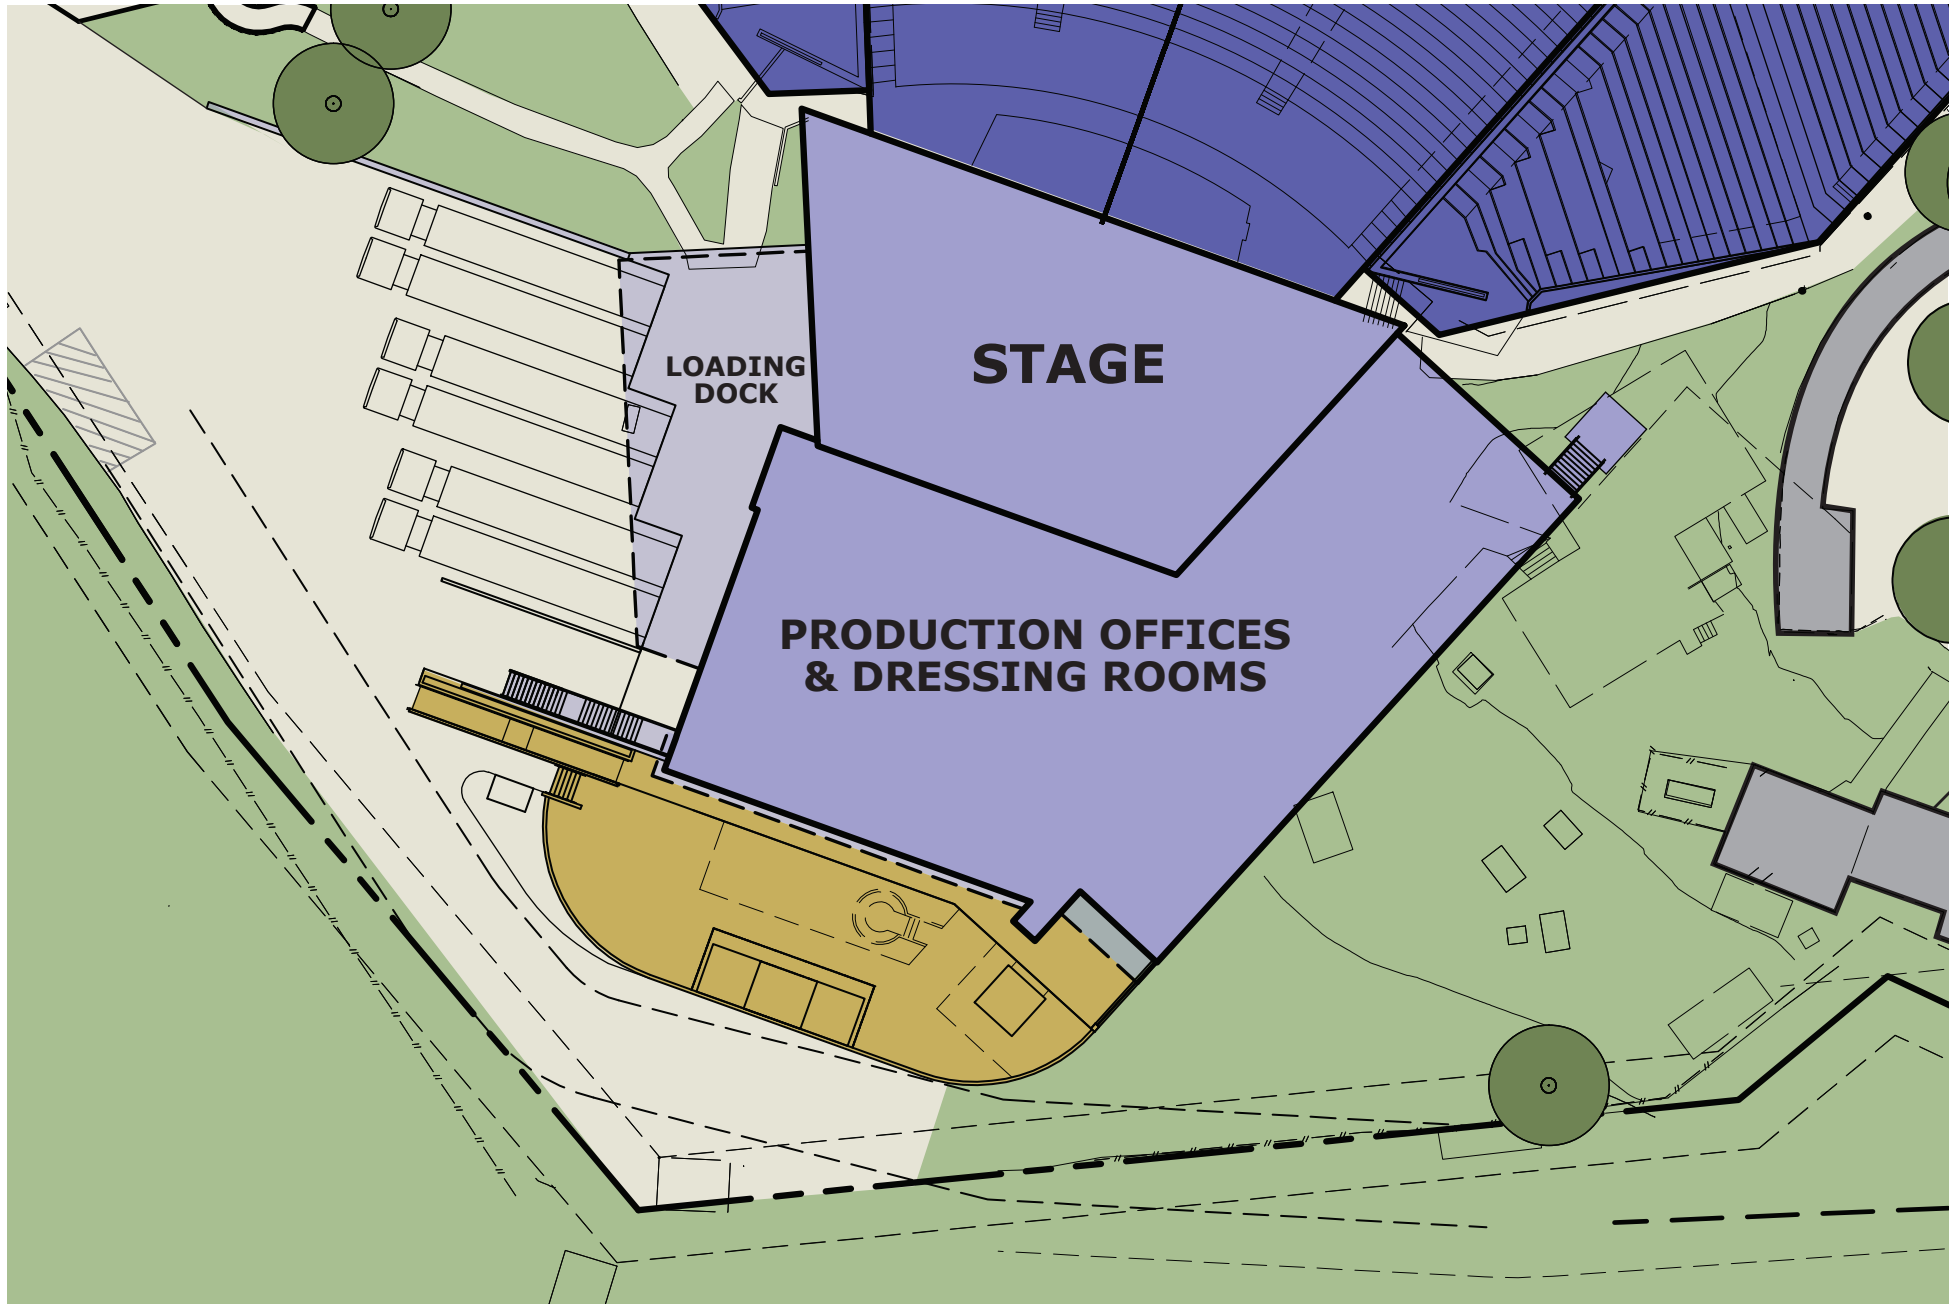 LOADING
DOCK
STAGE
PRODUCTION OFFICES
& DRESSING ROOMS